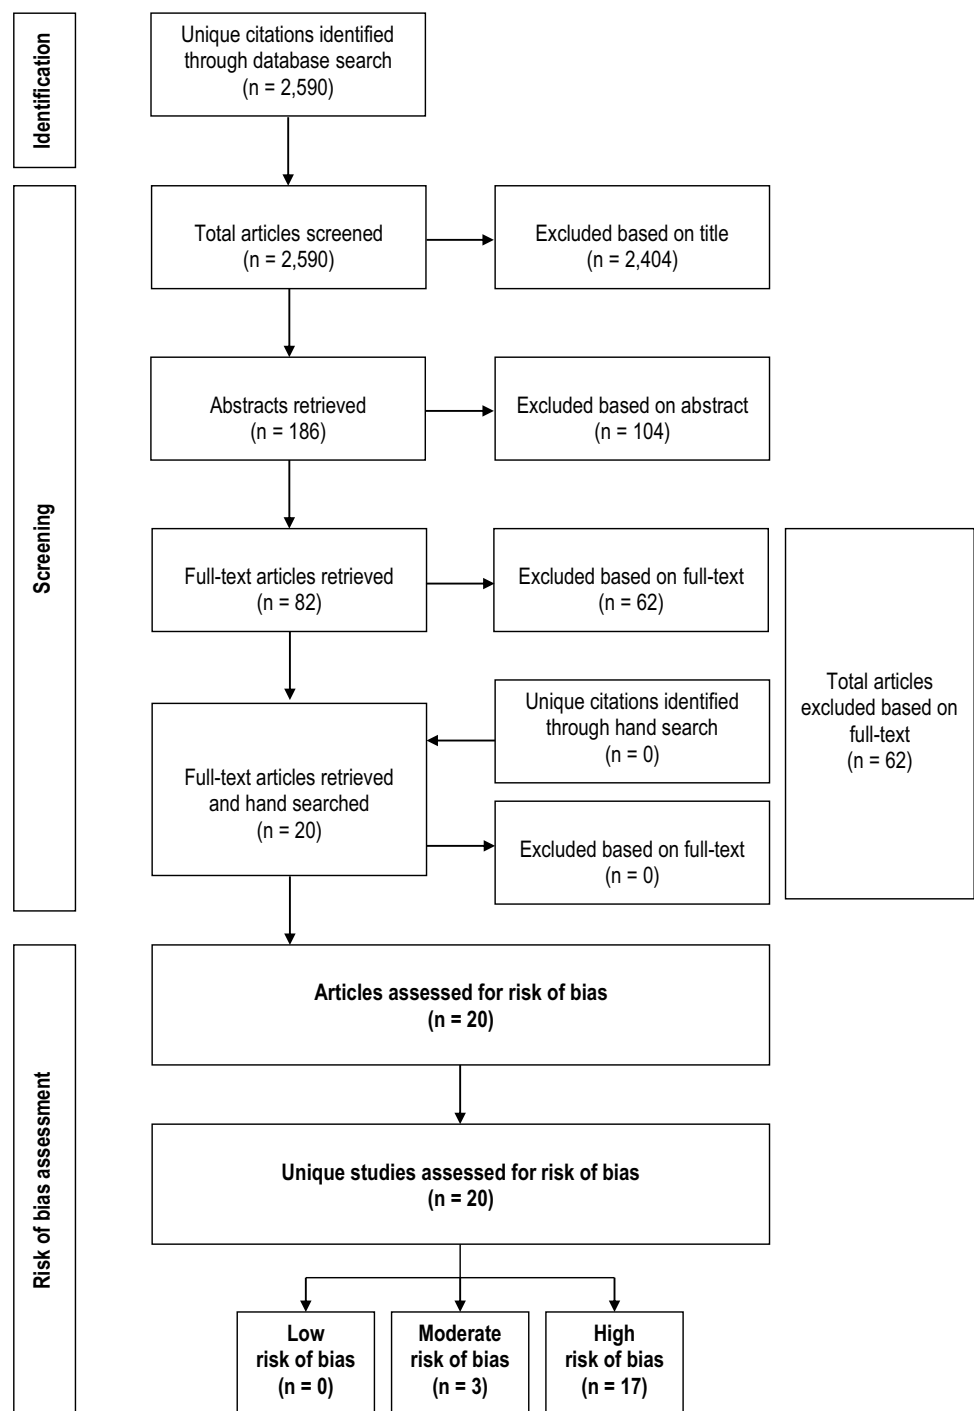 Identification
Unique citations identified
through database search
(n = 2,590)
Screening
Total articles screened
(n = 2,590)
Excluded based on title
(n = 2,404)
Abstracts retrieved
(n = 186)
Excluded based on abstract
(n = 104)
Full-text articles retrieved
(n = 82)
Excluded based on full-text
(n = 62)
Total articles
excluded based on
full-text
(n = 62)
Unique citations identified
through hand search
(n = 0)
Full-text articles retrieved
and hand searched
(n = 20)
Excluded based on full-text
(n = 0)
Risk of bias assessment
Articles assessed for risk of bias
(n = 20)
Unique studies assessed for risk of bias
(n = 20)
Low
risk of bias
(n = 0)
Moderate
risk of bias
(n = 3)
High
risk of bias
(n = 17)